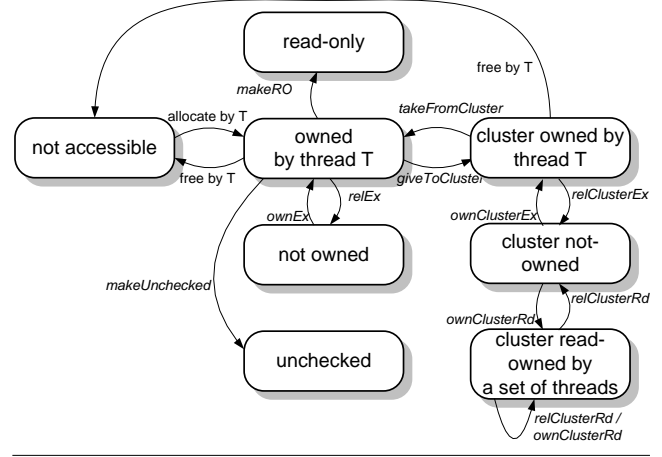 read-only
free by T
makeRO
allocate by T
takeFromCluster
not accessible
owned
by thread T
cluster owned by
thread T
free by T
giveToCluster
relEx
relClusterEx
ownEx
ownClusterEx
not owned
cluster not-
owned
makeUnchecked
relClusterRd
ownClusterRd
unchecked
cluster read-
owned by
a set of threads
relClusterRd /
ownClusterRd